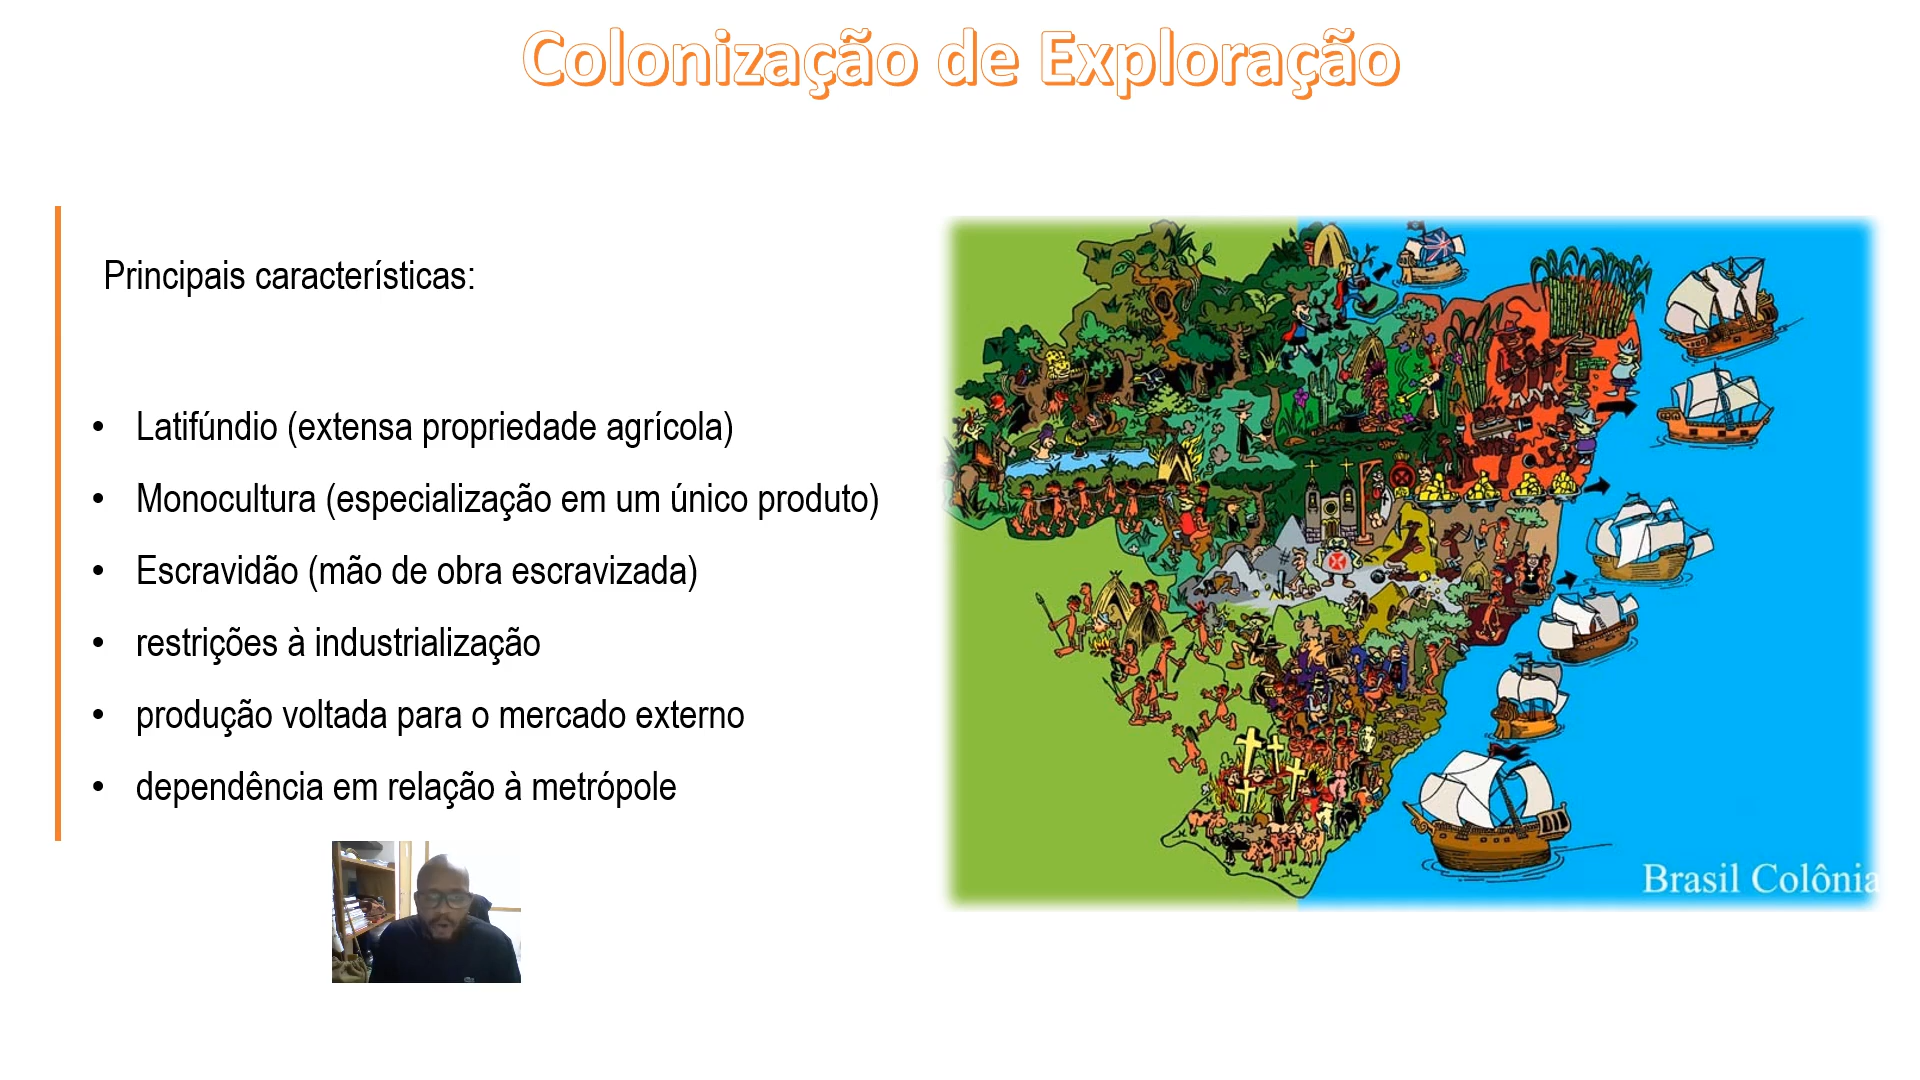 Colonização de Exploração
Principais características:
• Latifúndio (extensa propriedade agrícola)
• Monocultura (especialização em um único produto)
• Escravidão (mão de obra escravizada)
• restrições à industrialização
• produção voltada para o mercado externo
• dependência em relação à metrópole
Brasil Colônia